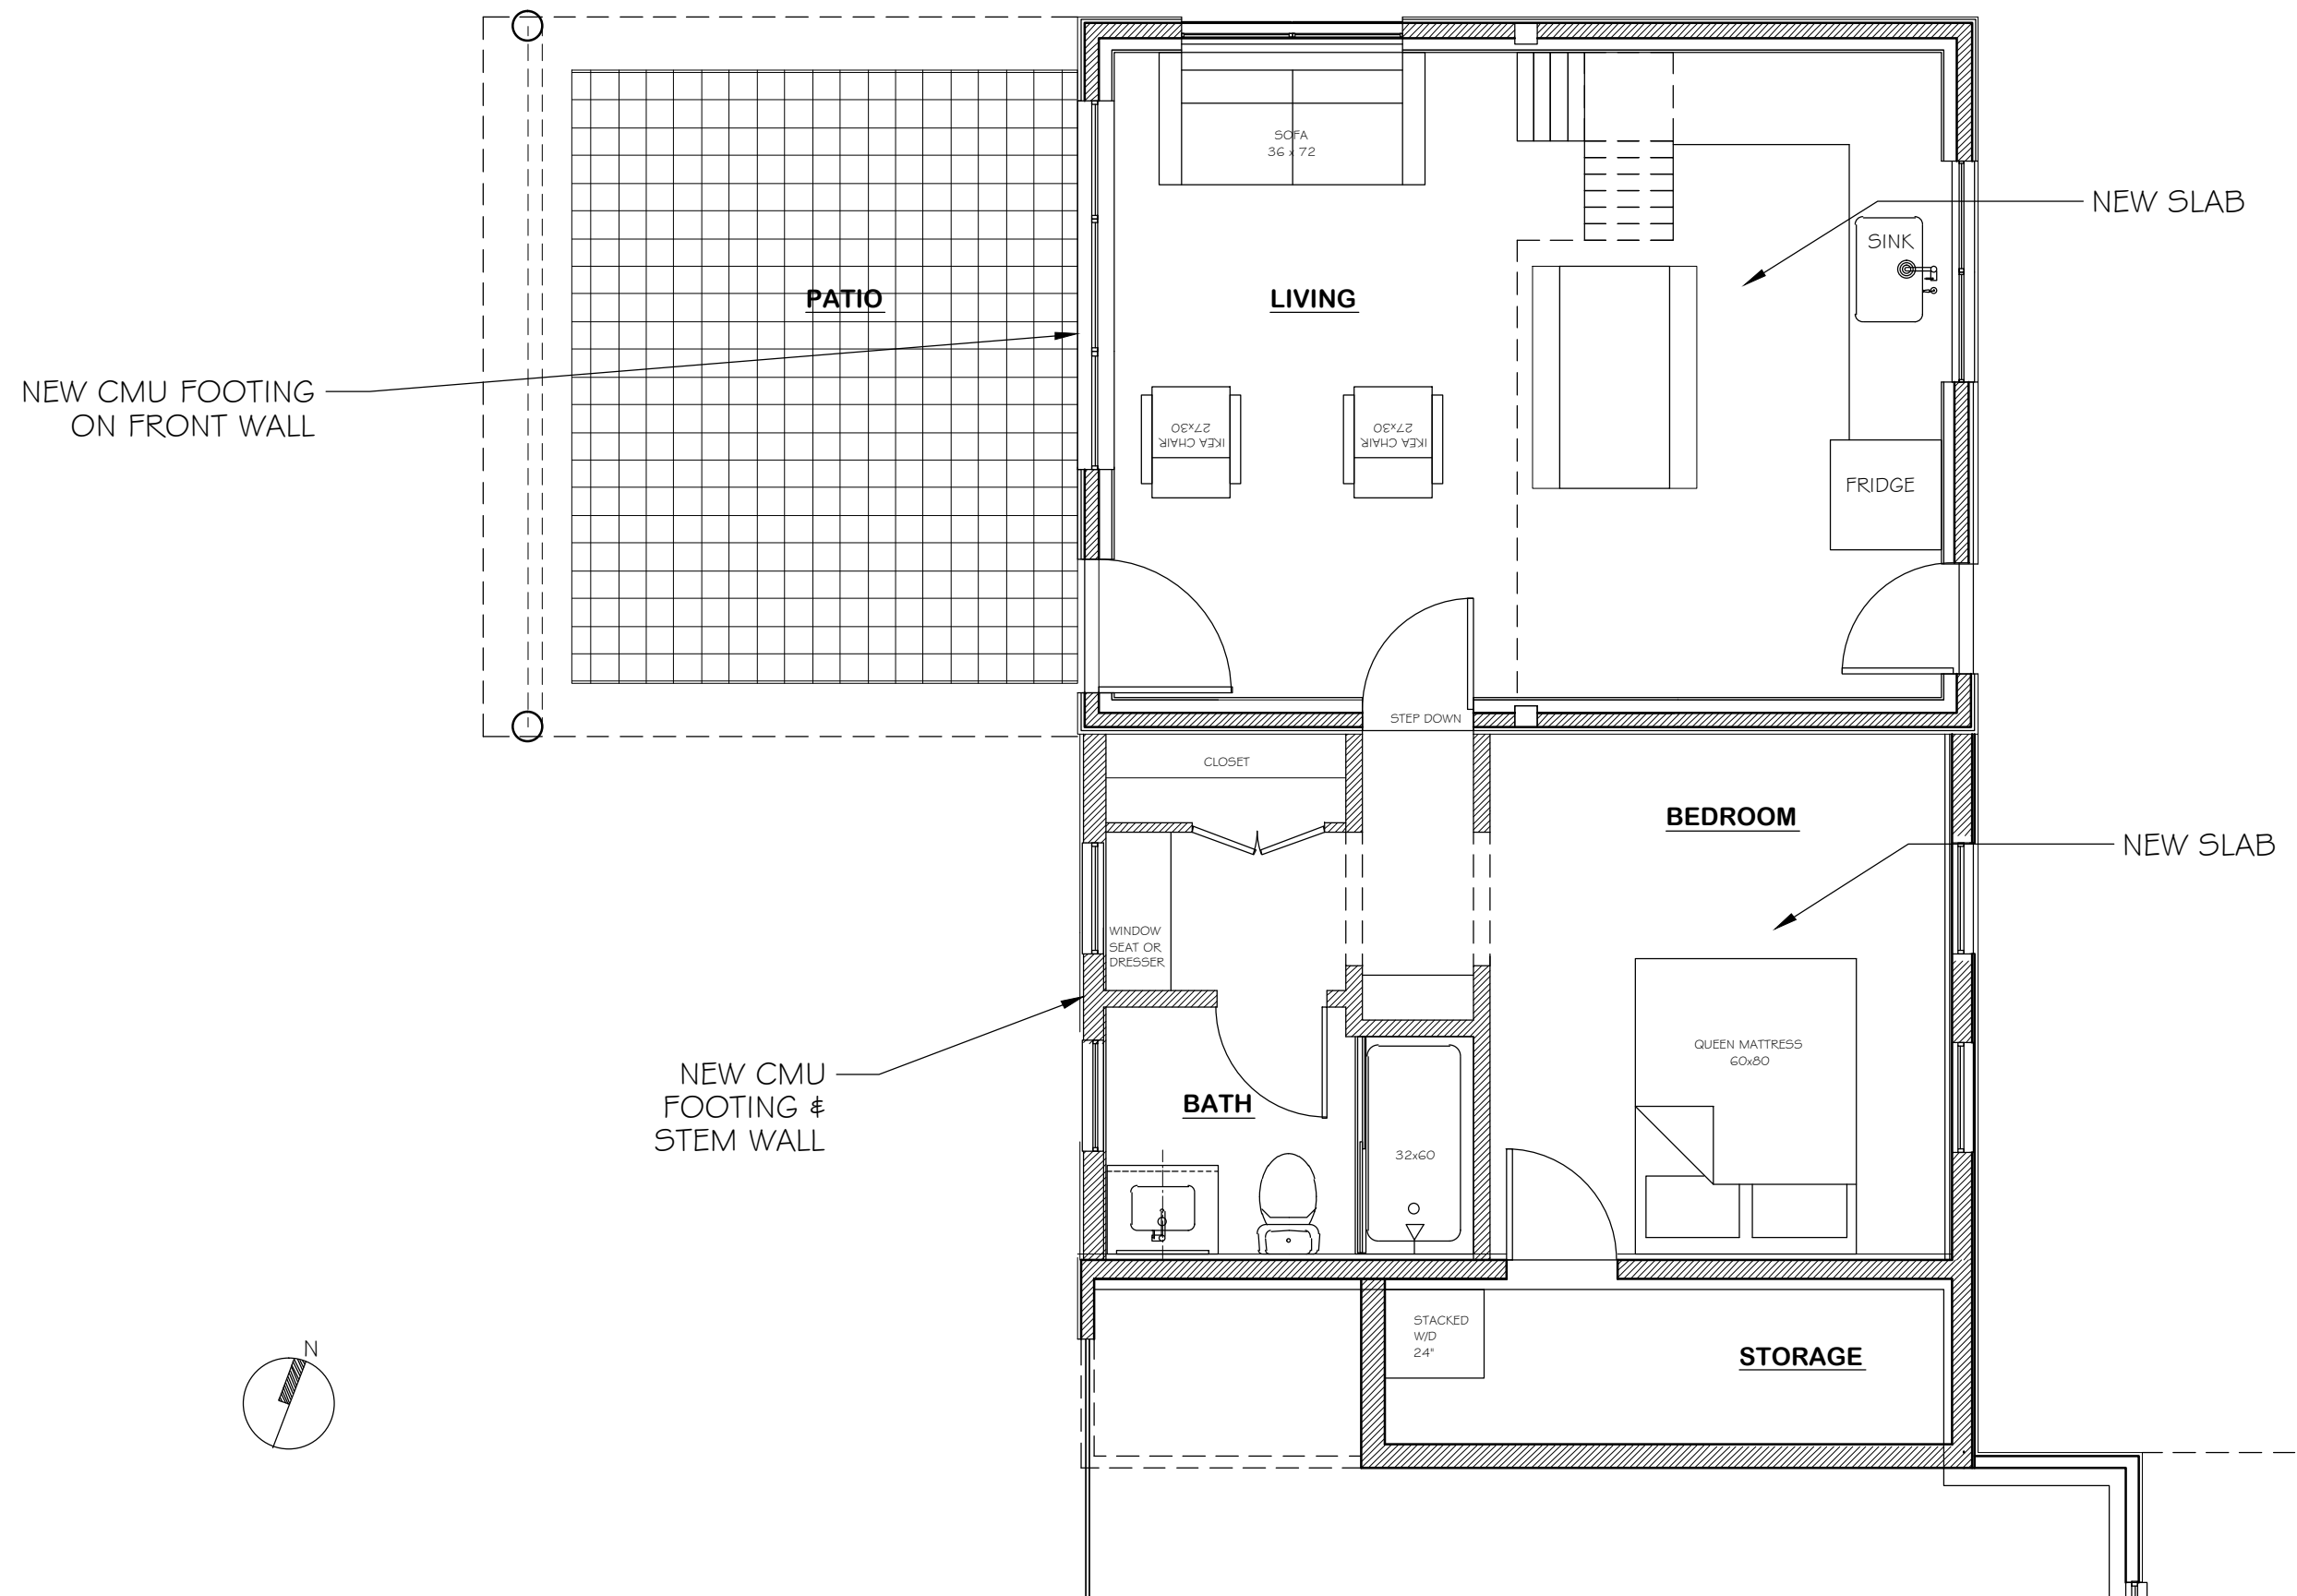 SOFA
36 x 72
NEW SLAB
SINK
PATIO
LIVING
NEW CMU FOOTING
ON FRONT WALL
IKEA CHAIR
27x30
IKEA CHAIR
27x30
FRIDGE
STEP DOWN
CLOSET
BEDROOM
NEW SLAB
WINDOW
SEAT OR
DRESSER
QUEEN MATTRESS
60x80
NEW CMU
FOOTING &
STEM WALL
BATH
32x60
STACKED
W/D
24"
STORAGE
N